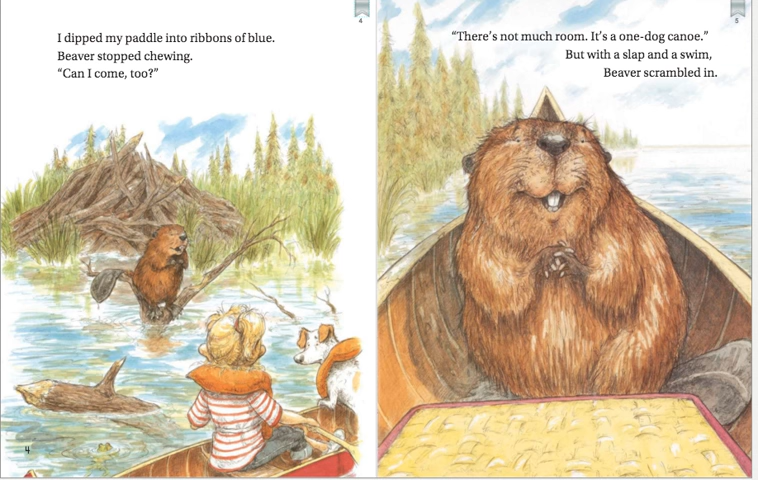 4
I dipped my paddle into ribbons of blue.
Beaver stopped chewing.
“Can I come, too?”
4
5
“There’s not much room. It’s a one-dog canoe.”
But with a slap and a swim,
Beaver scrambled in.